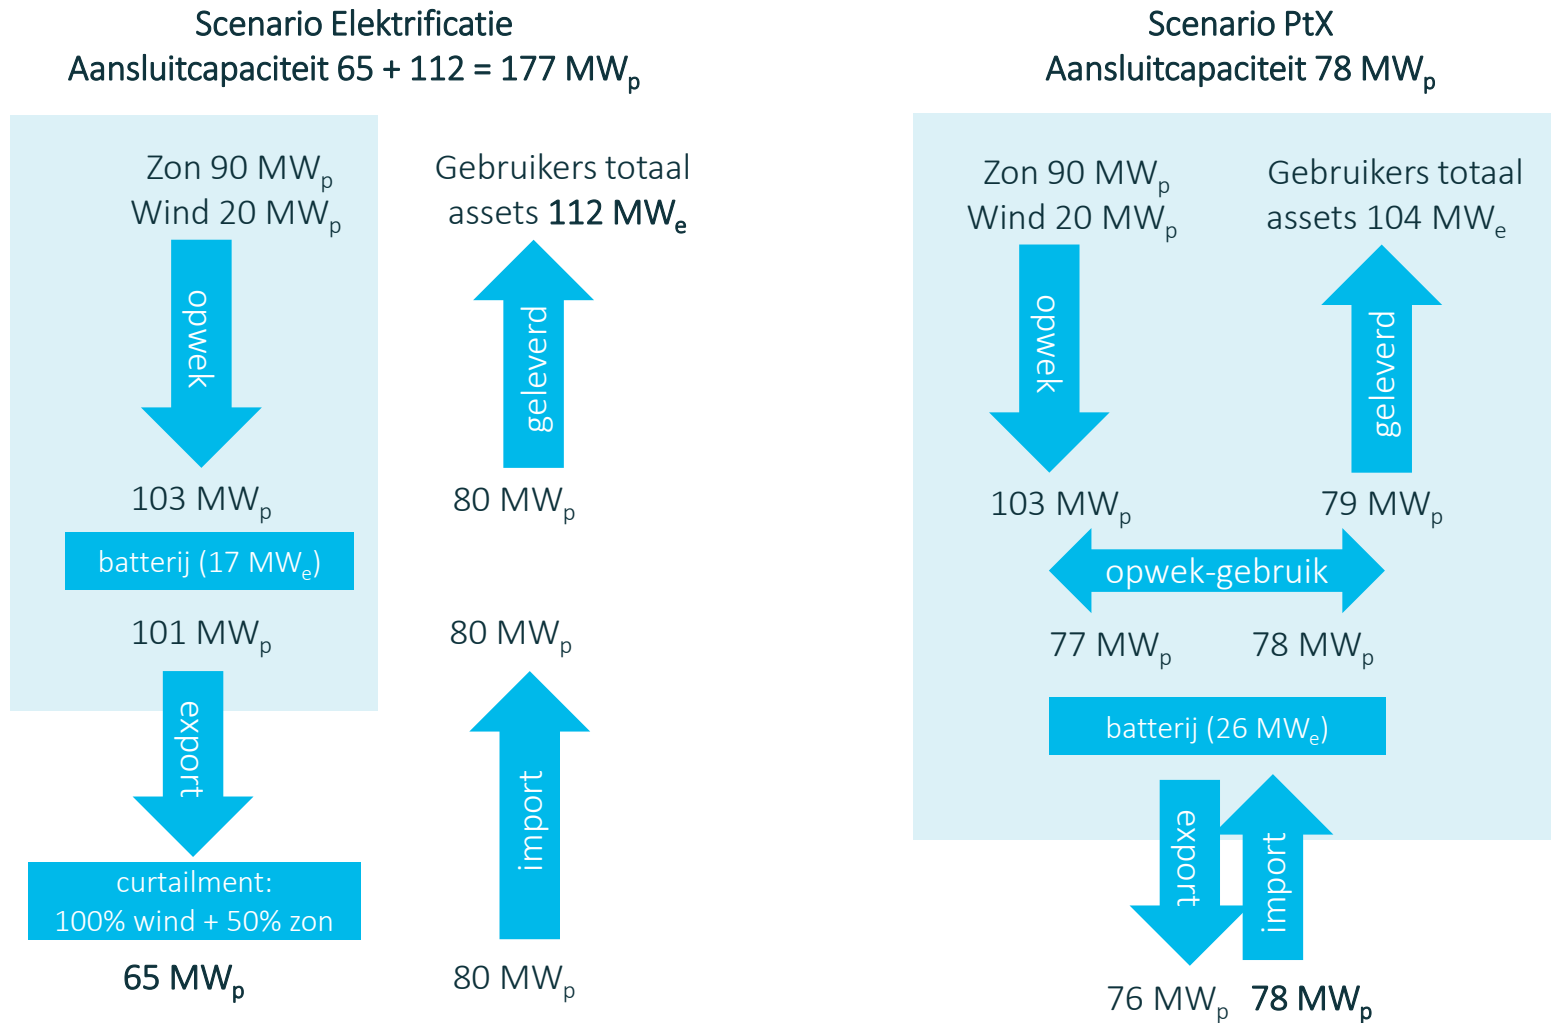 Scenario Elektrificatie
Aansluitcapaciteit 65 + 112 = 177 MWp
Zon 90 MWp
Wind 20 MWp
opwek
103 MWp
batterij (17 MWe)
101 MWp
export
curtailment:
100% wind + 50% zon
65 MWp
Gebruikers totaal
assets 112 MWe
geleverd
80 MWp
80 MWp
import
80 MWp
Scenario PtX
Aansluitcapaciteit 78 MWp
Zon 90 MWp
Wind 20 MWp
opwek
103 MWp
Gebruikers totaal
assets 104 MWe
geleverd
79 MWp
opwek-gebruik
77 MWp
78 MWp
batterij (26 MWe)
export
import
76 MWp
78 MWp